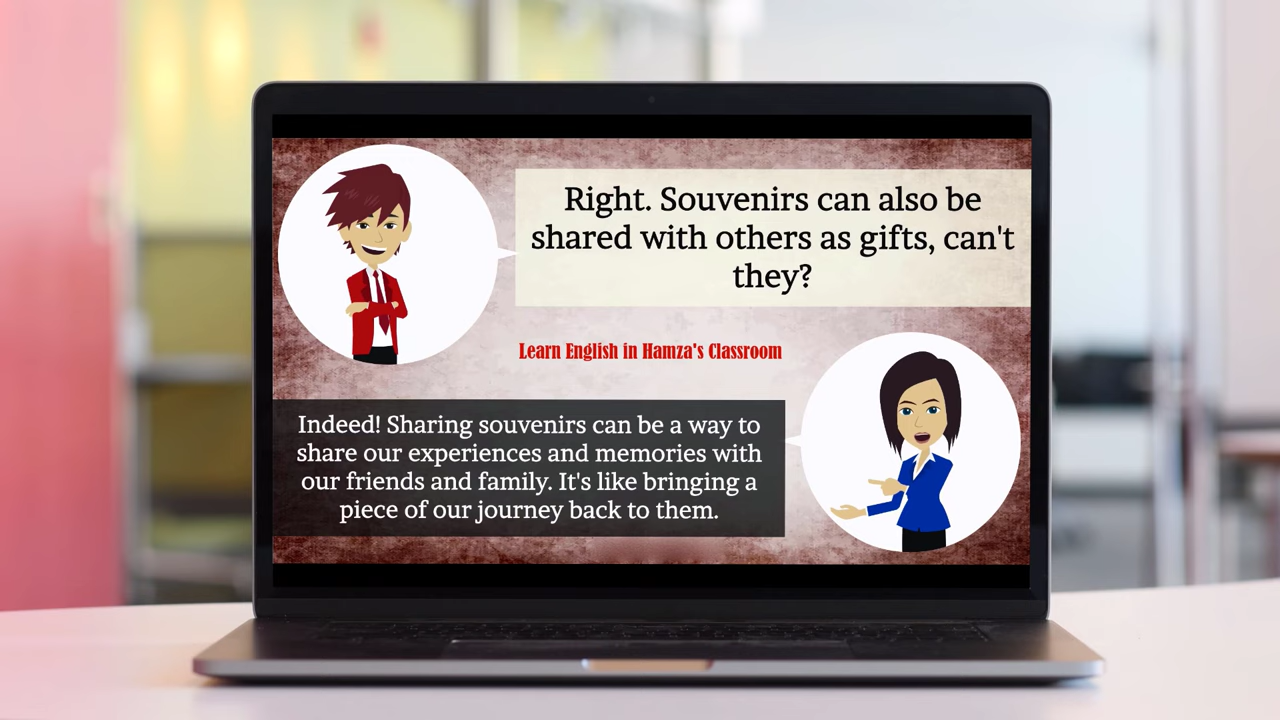 Right. Souvenirs can also be
shared with others as gifts, can't
they?
Learn English in Hamza's Classroom
Indeed! Sharing souvenirs can be a way to
share our experiences and memories with
our friends and family. It's like bringing a
piece of our journey back to them.